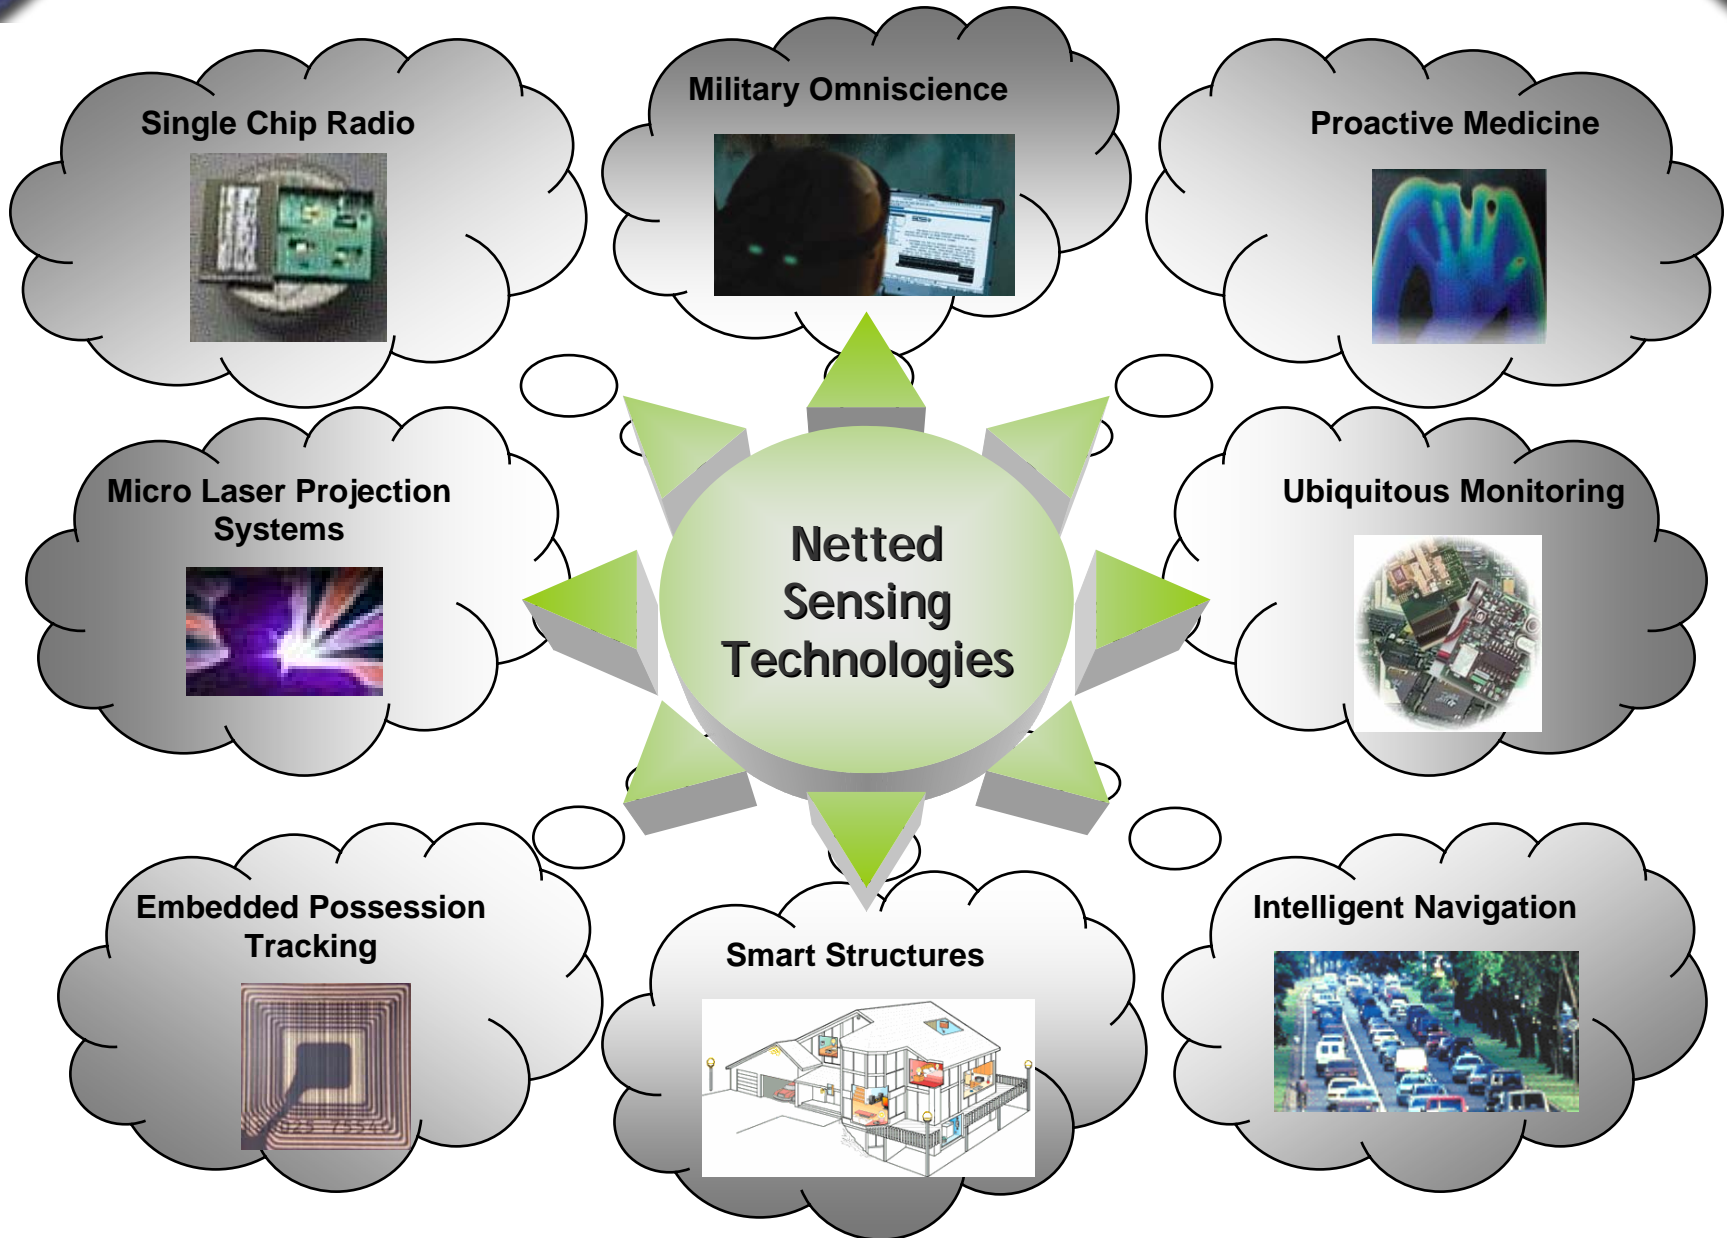 Military Omniscience
Single Chip Radio
Proactive Medicine
Micro Laser Projection
Systems
Ubiquitous Monitoring
Netted
Sensing
Technologies
Embedded Possession
Tracking
Smart Structures
Intelligent Navigation